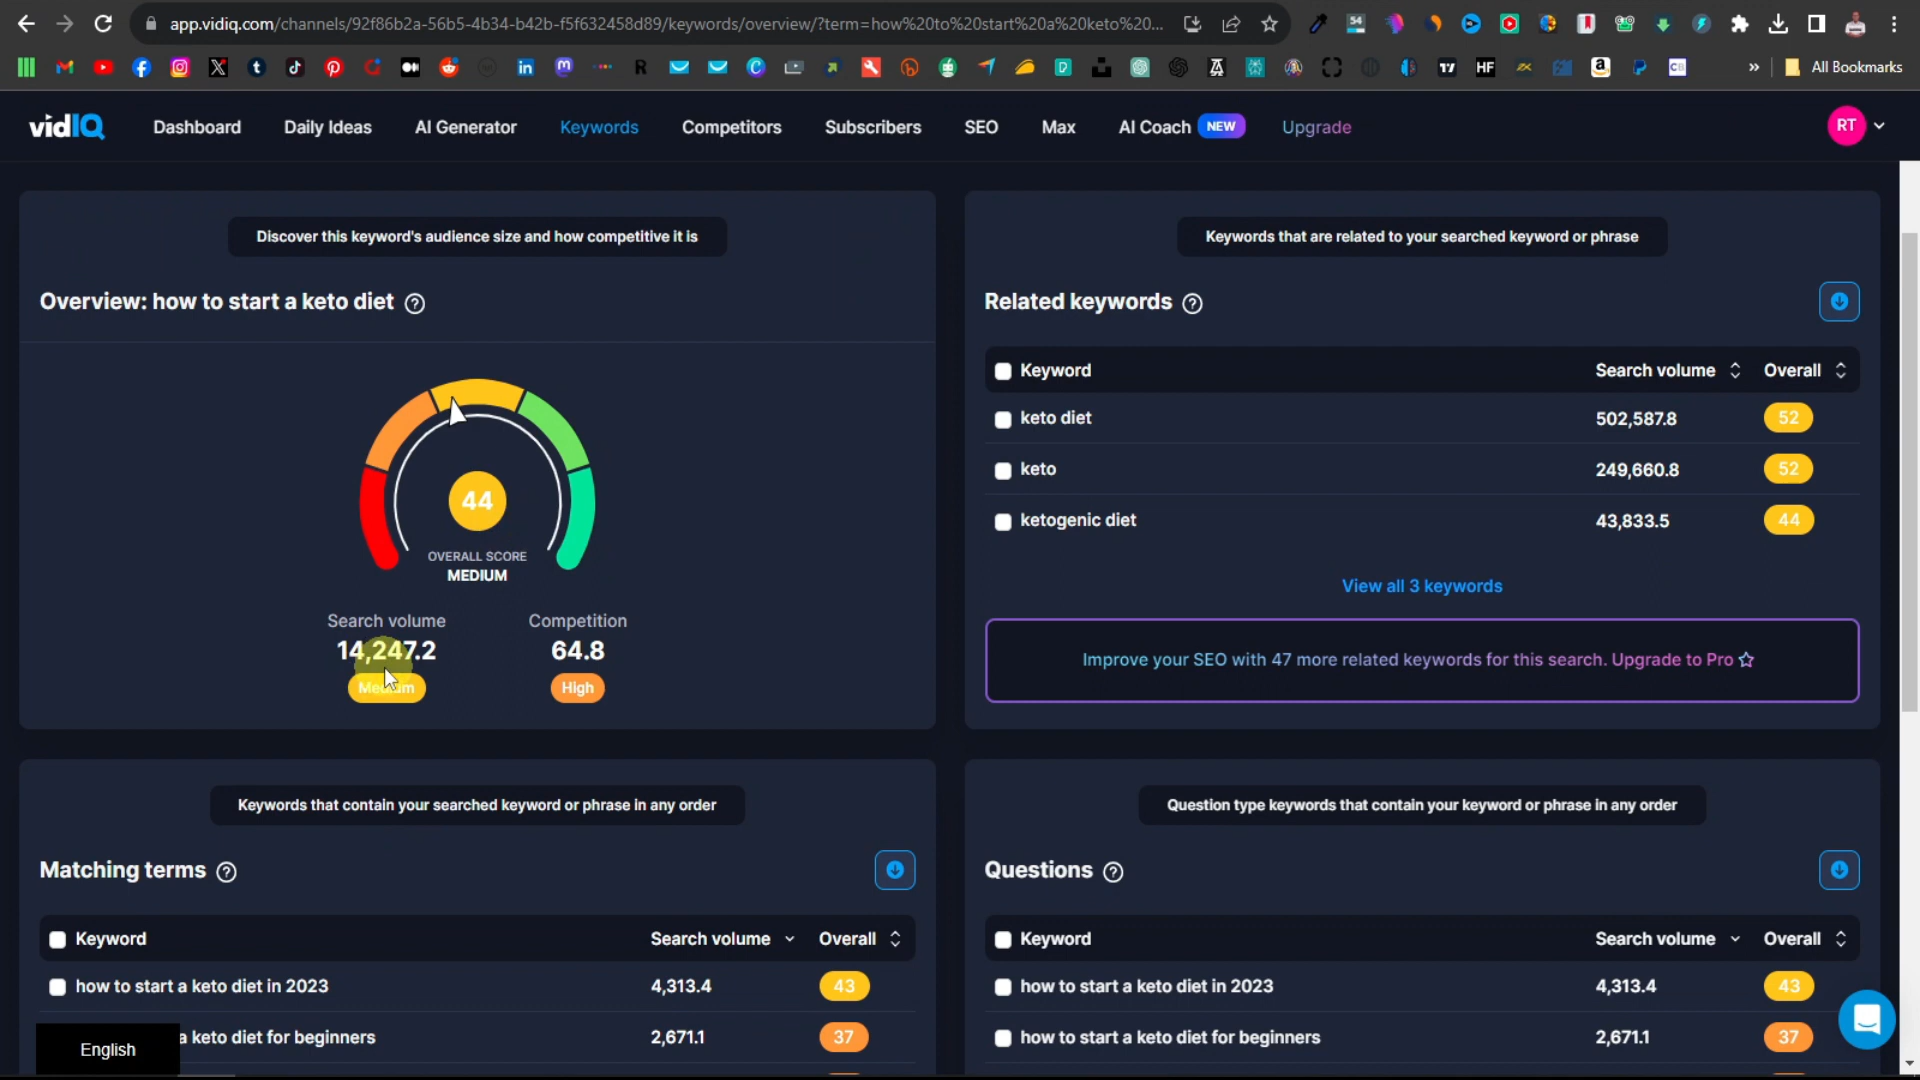 app.vidiq.com/channels/92f86b2a-56b5-4b34-b42b-f5f632458d89/keywords/overview/?term=how%20to%20start%20a%20keto%20...
54
All Bookmarks
vidIQ
Dashboard
Daily Ideas
AI Generator
Keywords
Competitors
Subscribers
SEO
Max
AI Coach NEW
Upgrade
RT
Discover this keyword's audience size and how competitive it is
Overview: how to start a keto diet ?
44
OVERALL SCORE
MEDIUM
Search volume
14,247.2
Medium
Competition
64.8
High
Keywords that are related to your searched keyword or phrase
Related keywords ?
Keyword Search volume Overall
keto diet 502,587.8 52
keto 249,660.8 52
ketogenic diet 43,833.5 44
View all 3 keywords
Improve your SEO with 47 more related keywords for this search. Upgrade to Pro
Keywords that contain your searched keyword or phrase in any order
Matching terms ?
Keyword Search volume Overall
how to start a keto diet in 2023 4,313.4 43
a keto diet for beginners 2,671.1 37
Question type keywords that contain your keyword or phrase in any order
Questions ?
Keyword Search volume Overall
how to start a keto diet in 2023 4,313.4 43
how to start a keto diet for beginners 2,671.1 37
English